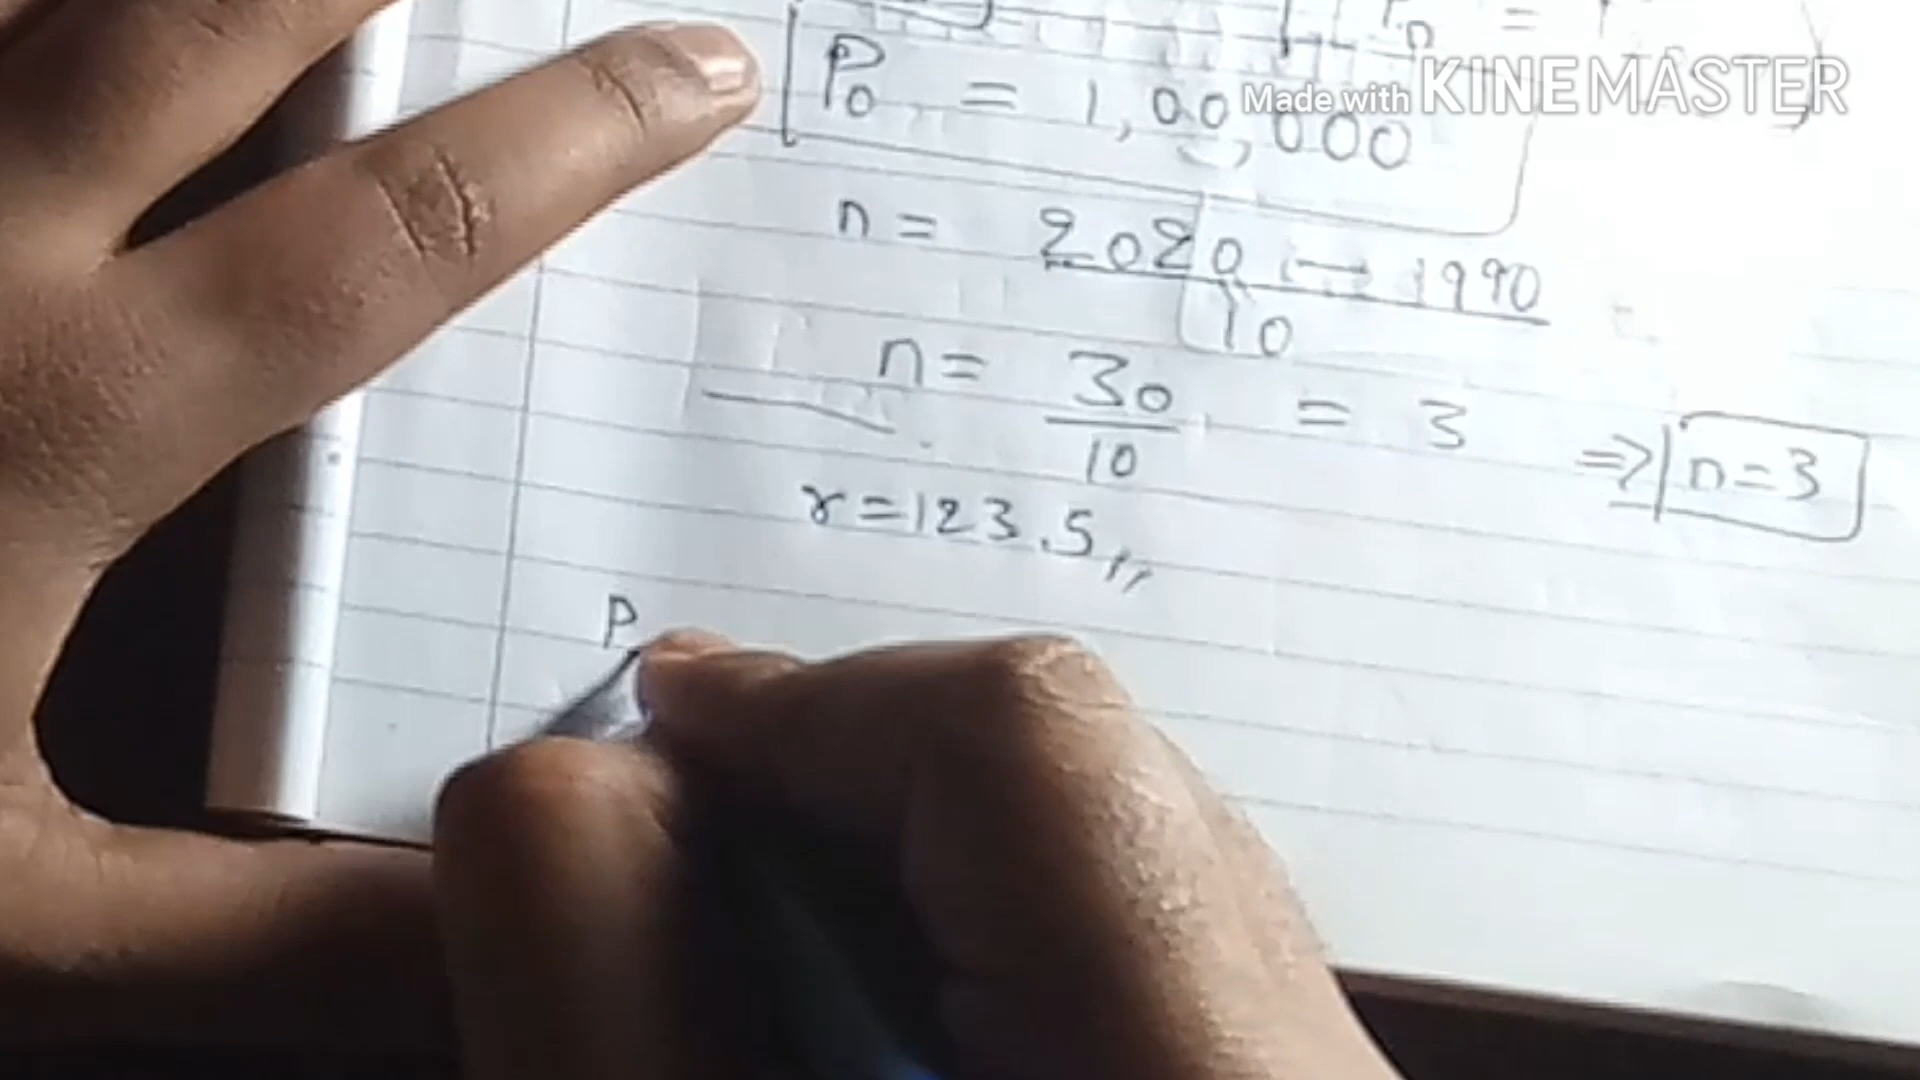 n =
P0 = 1,00,000
Made with KINEMASTER
n = 2020 - 1990
10
n = 30 = 3 ⇒ n=3
10
r = 123.5,,
P